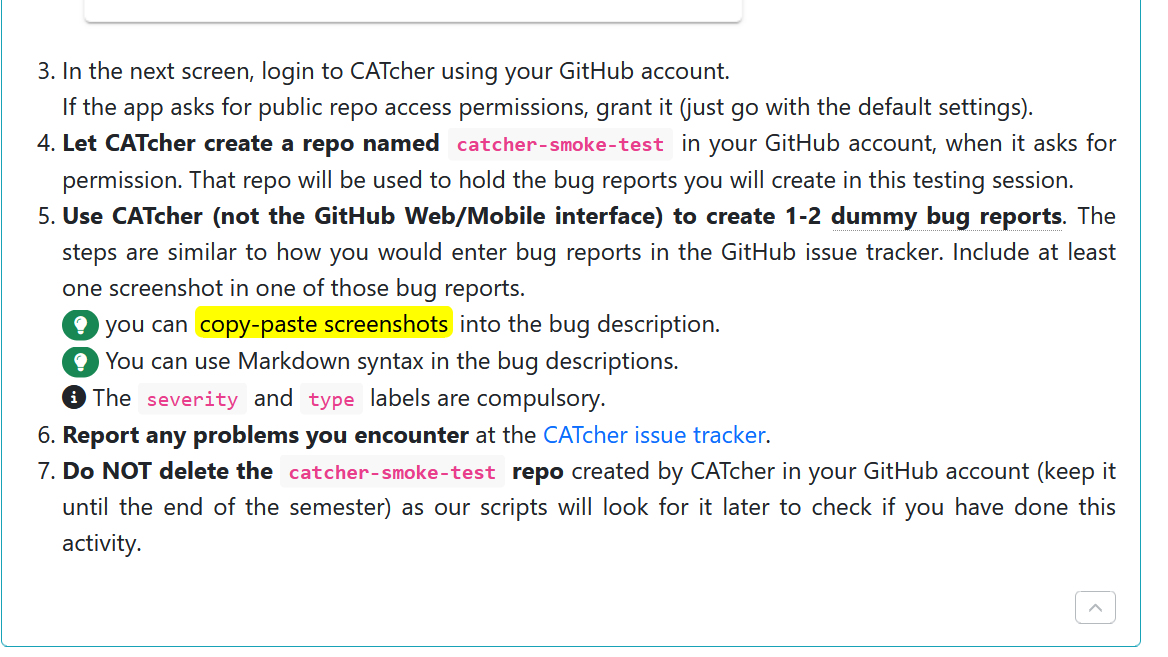 3. In the next screen, login to CATcher using your GitHub account.
If the app asks for public repo access permissions, grant it (just go with the default settings).
4. Let CATcher create a repo named catcher-smoke-test in your GitHub account, when it asks for
permission. That repo will be used to hold the bug reports you will create in this testing session.
5. Use CATcher (not the GitHub Web/Mobile interface) to create 1-2 dummy bug reports. The
steps are similar to how you would enter bug reports in the GitHub issue tracker. Include at least
one screenshot in one of those bug reports.
you can copy-paste screenshots into the bug description.
You can use Markdown syntax in the bug descriptions.
The severity and type labels are compulsory.
6. Report any problems you encounter at the CATcher issue tracker.
7. Do NOT delete the catcher-smoke-test repo created by CATcher in your GitHub account (keep it
until the end of the semester) as our scripts will look for it later to check if you have done this
activity.